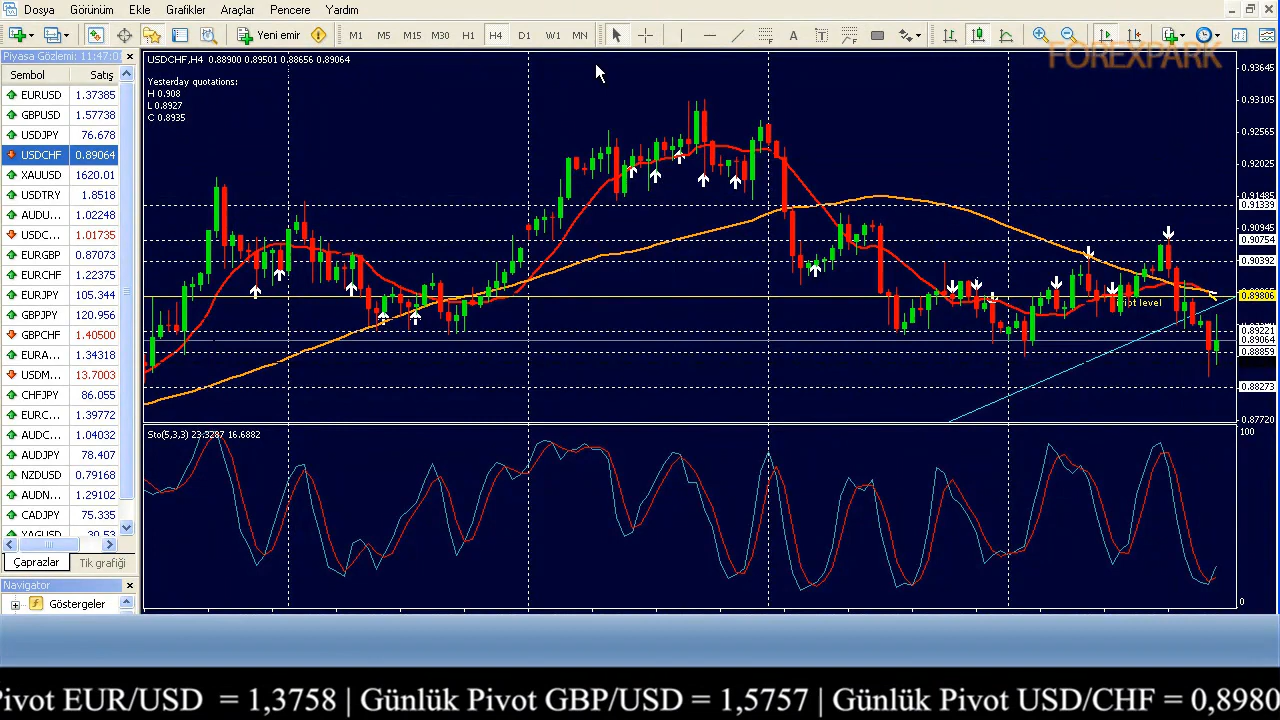 Dosya Görünüm Ekle Grafikler Araçlar Pencere Yardım
Yeni emir M1 M5 M15 M30 H1 H4 D1 W1 MN A
FOREXPARK
Piyasa Gözlemi: 11:47:0
Sembol Satış
EURUSD 1.37385
GBPUSD 1.57738
USDJPY 76.678
USDCHF 0.89064
XAUUSD 1620.01
USDTRY 1.8518
AUDU... 1.02248
USDC... 1.01735
EURGBP 0.87073
EURCHF 1.22375
EURJPY 105.344
GBPJPY 120.956
GBPCHF 1.40500
EURA... 1.34318
USDM... 13.7003
CHFJPY 86.055
EURC... 1.39772
AUDC... 1.04032
AUDJPY 78.407
NZDUSD 0.79168
AUDN... 1.29102
CADJPY 75.335
XAGUSD 30.53
Çaprazlar Tik grafiği
Navigator
Göstergeler
USDCHF,H4 0.88900 0.89501 0.88656 0.89064
Yesterday quotations:
H 0.908
L 0.8927
C 0.8935
level
0.93645
0.93105
0.92565
0.92025
0.91485
0.91339
0.90945
0.90754
0.90392
0.89806
0.89221
0.89064
0.88859
0.88273
0.87720
Sto(5,3,3) 23.3287 16.6882
100
0
Pivot EUR/USD = 1,3758 | Günlük Pivot GBP/USD = 1,5757 | Günlük Pivot USD/CHF = 0,8980